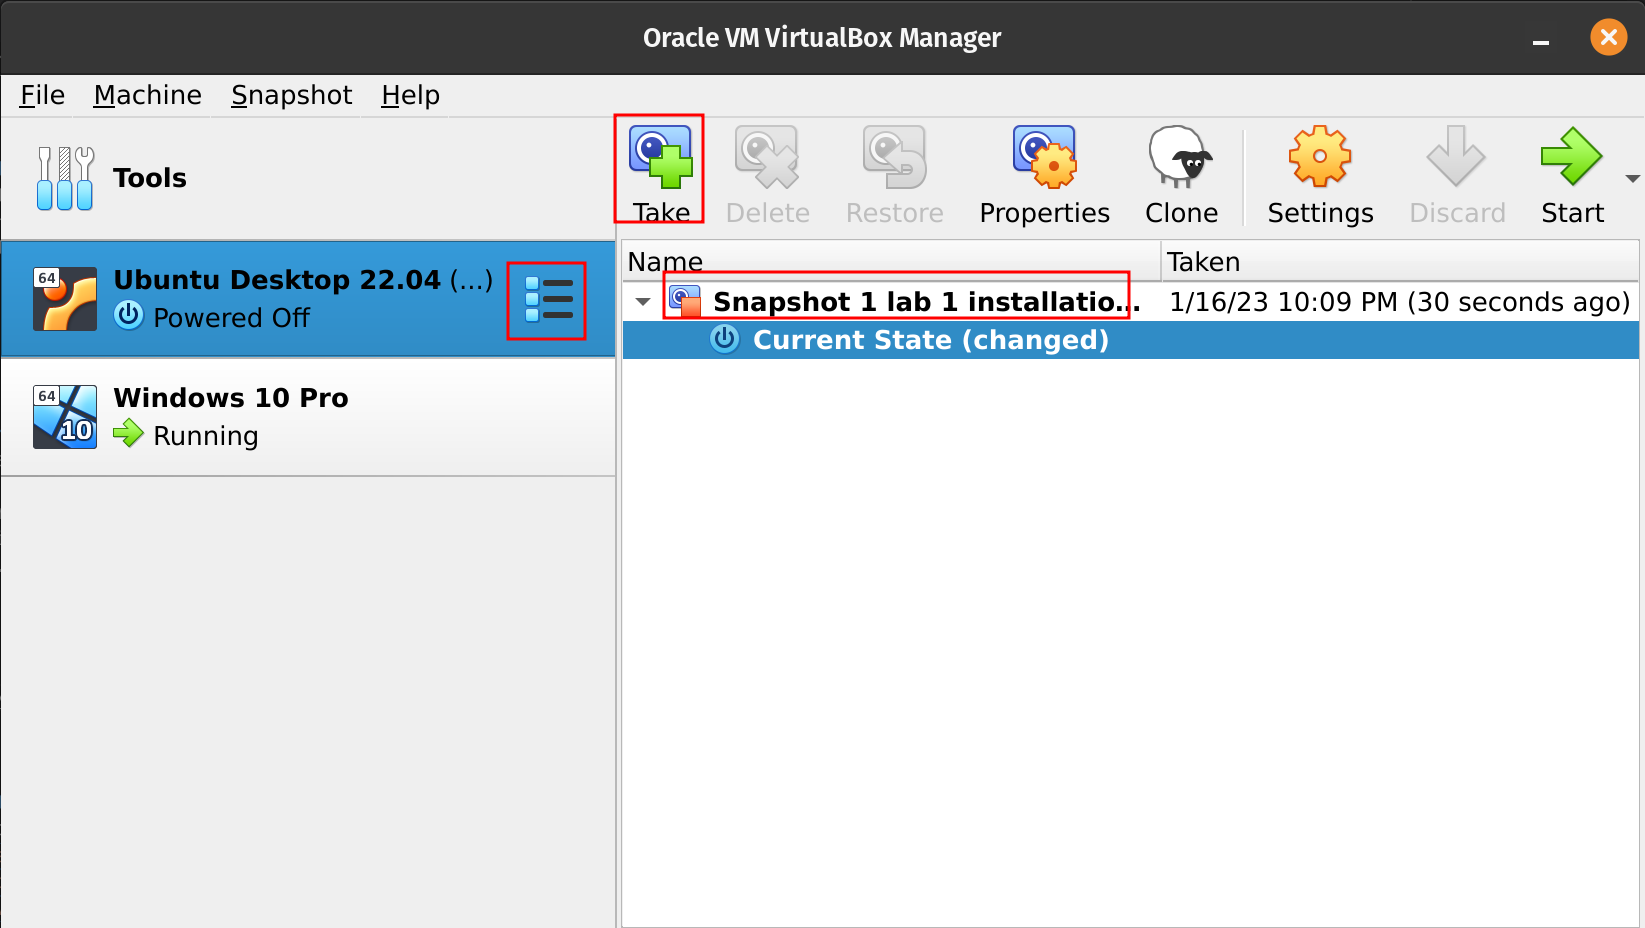 Oracle VM VirtualBox Manager
File Machine Snapshot Help
Tools
Take Delete Restore Properties Clone Settings Discard Start
Name Taken
64 Ubuntu Desktop 22.04 (...)
Powered Off
Snapshot 1 lab 1 installatio... 1/16/23 10:09 PM (30 seconds ago)
Current State (changed)
64 10 Windows 10 Pro
Running